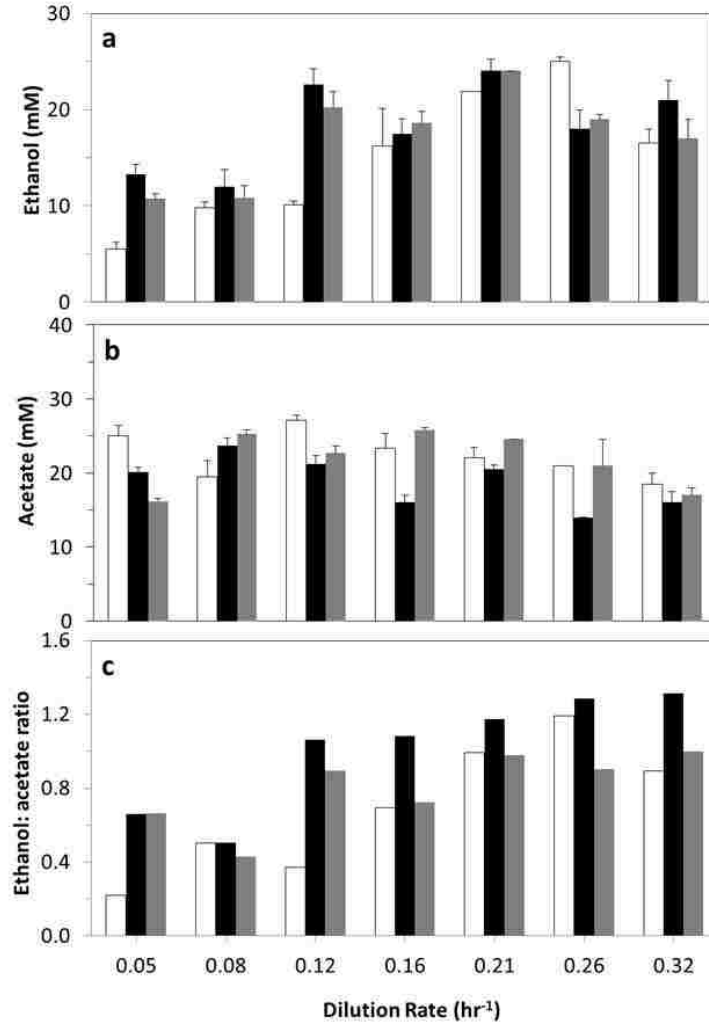 a
30
20
10
0
Ethanol (mM)
b
40
30
20
10
0
Acetate (mM)
c
1.6
1.2
0.8
0.4
0.0
Ethanol: acetate ratio
0.05 0.08 0.12 0.16 0.21 0.26 0.32
Dilution Rate (hr⁻¹)